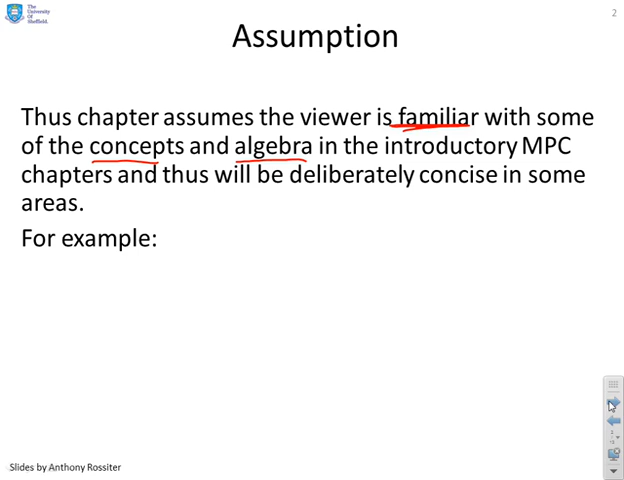 The
University
Of
Sheffield.
2
Assumption
Thus chapter assumes the viewer is familiar with some
of the concepts and algebra in the introductory MPC
chapters and thus will be deliberately concise in some
areas.
For example:
Slides by Anthony Rossiter